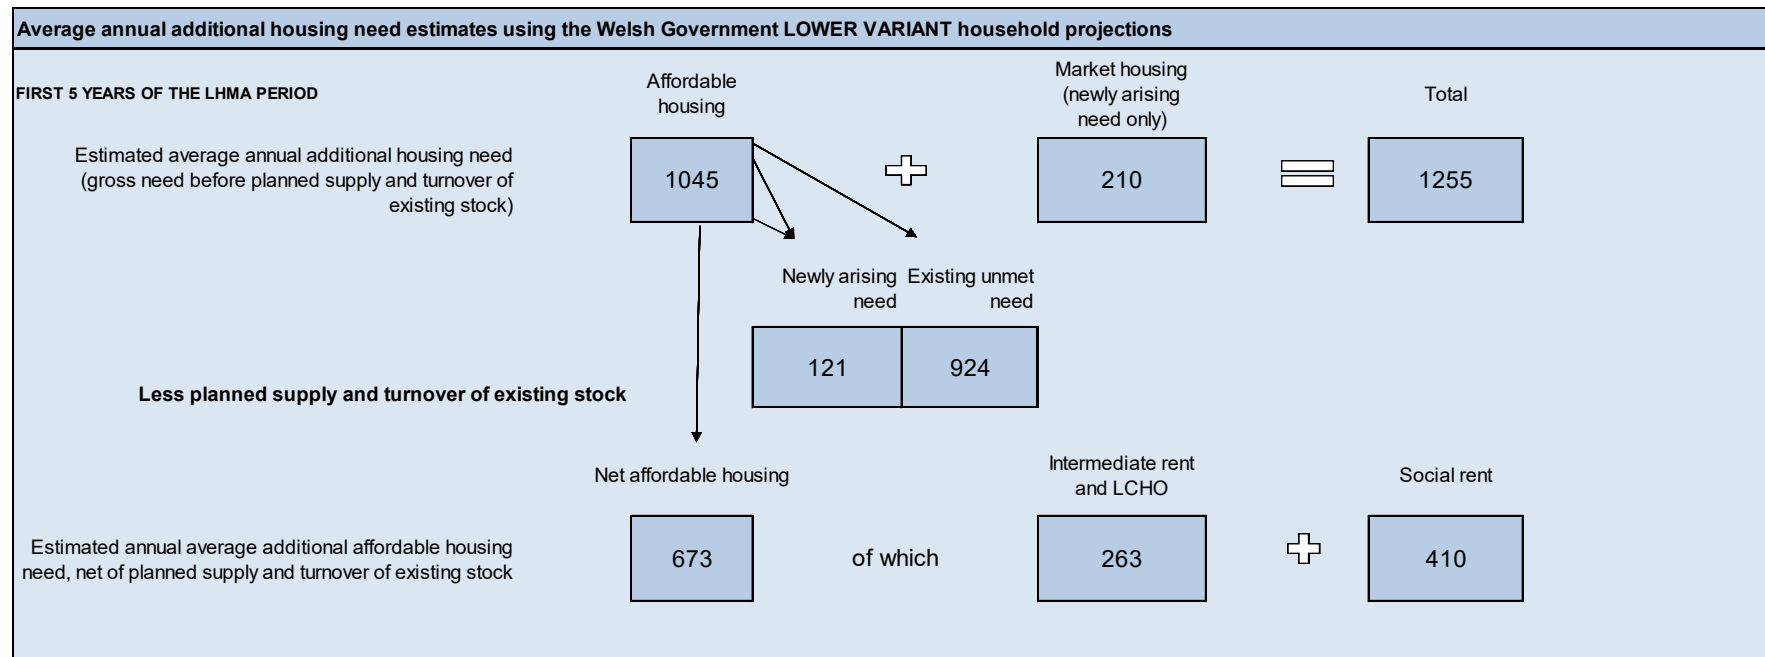 Average annual additional housing need estimates using the Welsh Government LOWER VARIANT household projections
FIRST 5 YEARS OF THE LHMA PERIOD
Affordable
housing
Market housing
(newly arising
need only)
Total
Estimated average annual additional housing need
(gross need before planned supply and turnover of
existing stock)
1045
210
1255
Newly arising
need
Existing unmet
need
121
924
Less planned supply and turnover of existing stock
Net affordable housing
Intermediate rent
and LCHO
Social rent
Estimated annual average additional affordable housing
need, net of planned supply and turnover of existing stock
673
of which
263
410